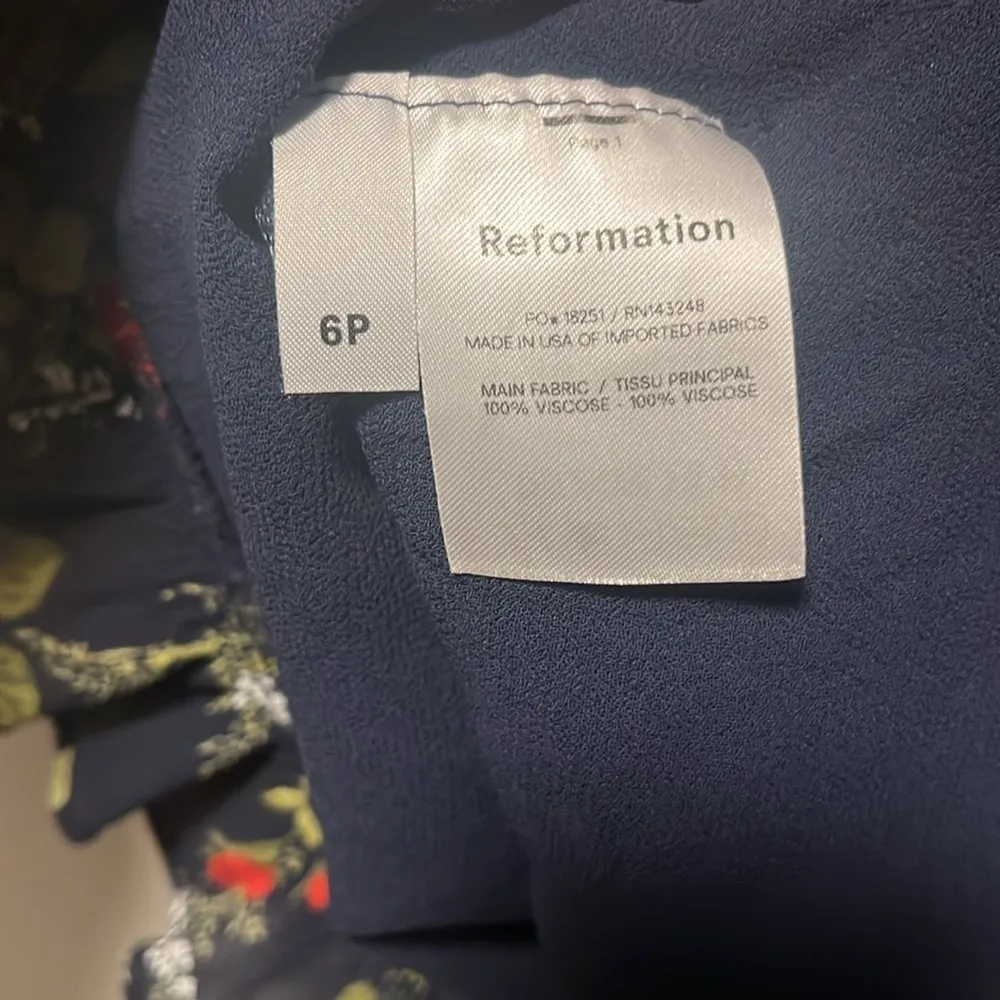 6P
Page 1
Reformation
PO# 18251 / RN143248
MADE IN USA OF IMPORTED FABRICS
MAIN FABRIC / TISSU PRINCIPAL
100% VISCOSE - 100% VISCOSE